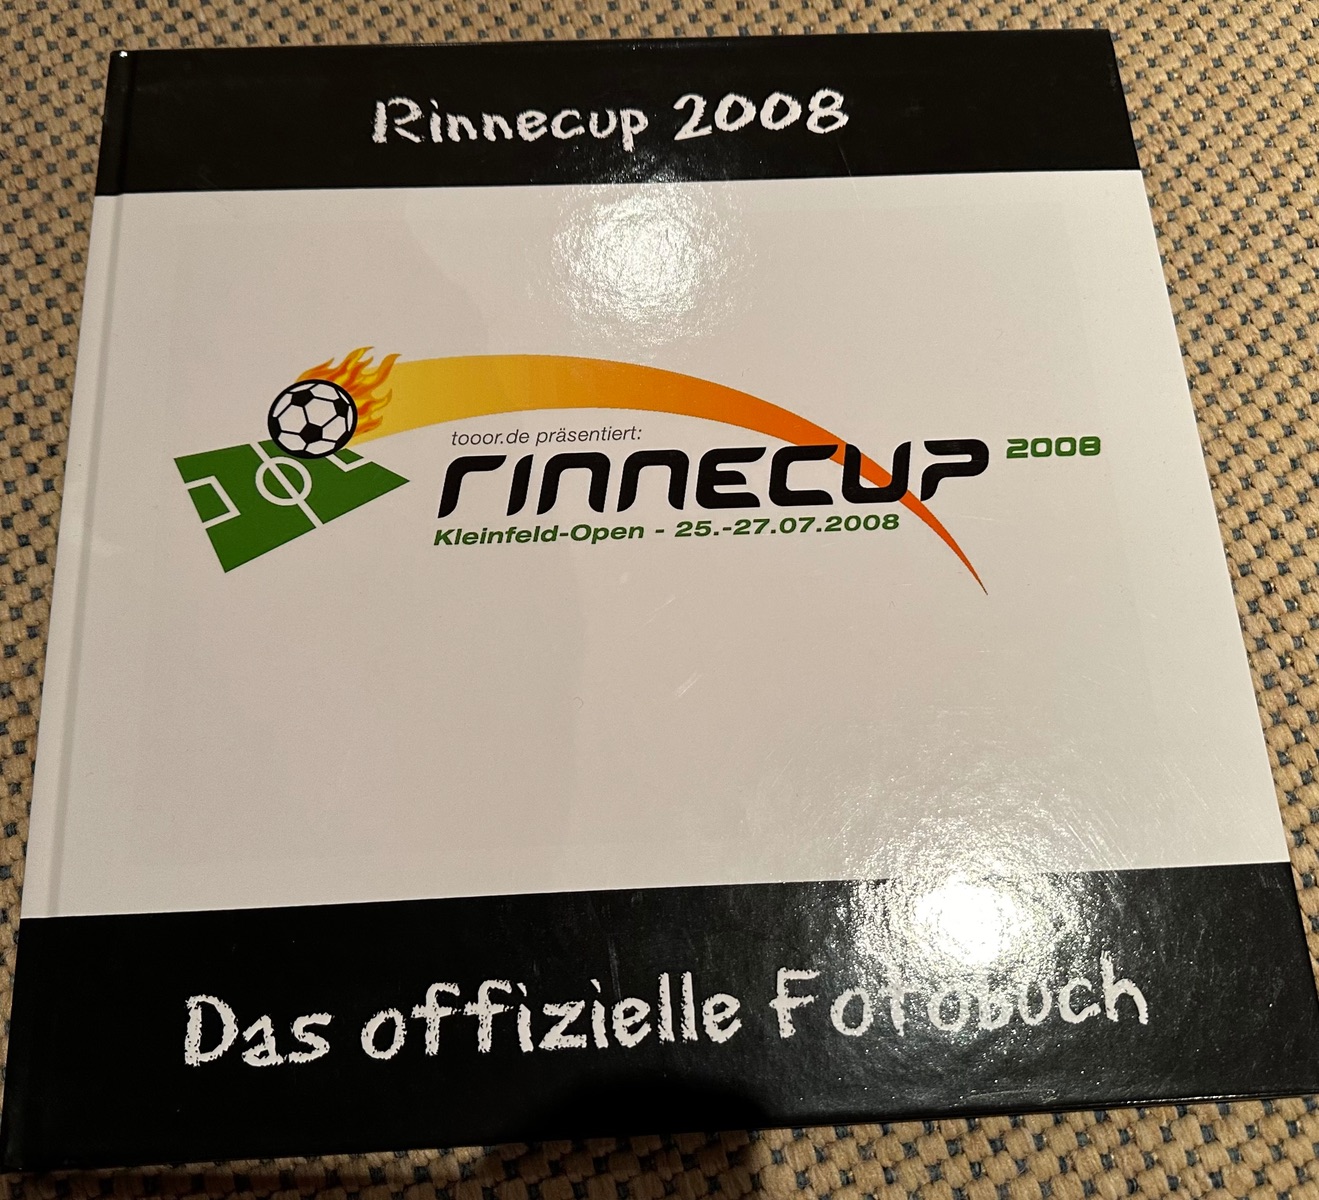 Rinnecup 2008
tooor.de präsentiert:
rinnecup 2008
Kleinfeld-Open - 25.-27.07.2008
Das offizielle Fotobuch